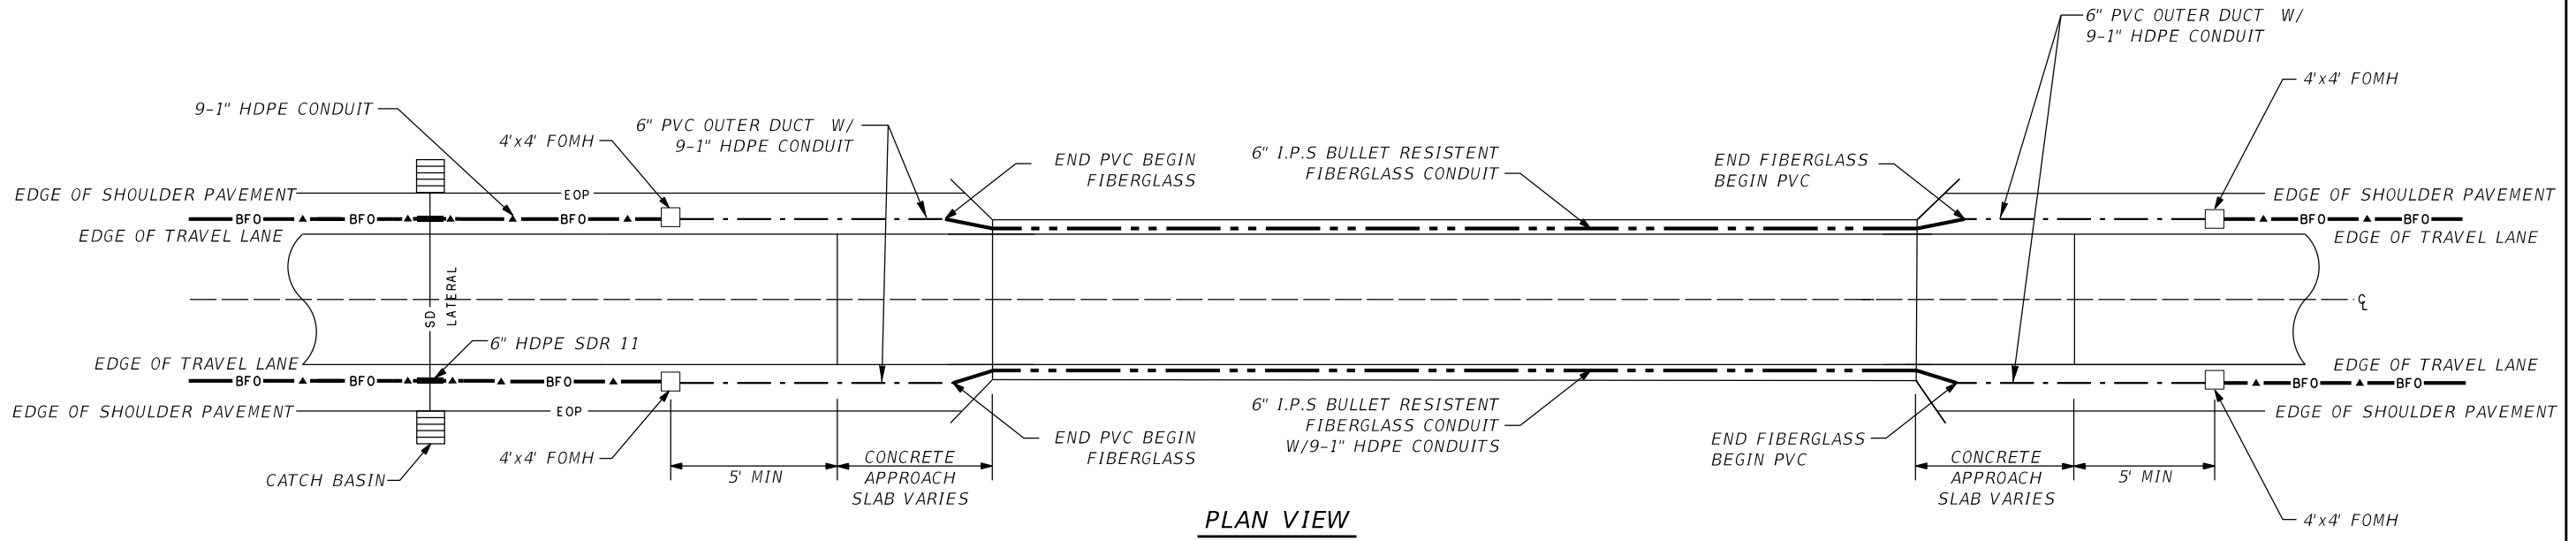 6" PVC OUTER DUCT W/
9-1" HDPE CONDUIT
4'x4' FOMH
9-1" HDPE CONDUIT
4'x4' FOMH
6" PVC OUTER DUCT W/
9-1" HDPE CONDUIT
END PVC BEGIN
FIBERGLASS
6" I.P.S BULLET RESISTENT
FIBERGLASS CONDUIT
END FIBERGLASS
BEGIN PVC
EDGE OF SHOULDER PAVEMENT
EOP
EDGE OF SHOULDER PAVEMENT
BFO
BFO
BFO
BFO
BFO
EDGE OF TRAVEL LANE
EDGE OF TRAVEL LANE
SD
LATERAL
CL
6" HDPE SDR 11
EDGE OF TRAVEL LANE
EDGE OF TRAVEL LANE
BFO
BFO
BFO
BFO
BFO
EDGE OF SHOULDER PAVEMENT
EOP
EDGE OF SHOULDER PAVEMENT
CATCH BASIN
4'x4' FOMH
5' MIN
CONCRETE
APPROACH
SLAB VARIES
END PVC BEGIN
FIBERGLASS
6" I.P.S BULLET RESISTENT
FIBERGLASS CONDUIT
W/9-1" HDPE CONDUITS
END FIBERGLASS
BEGIN PVC
CONCRETE
APPROACH
SLAB VARIES
5' MIN
4'x4' FOMH
PLAN VIEW